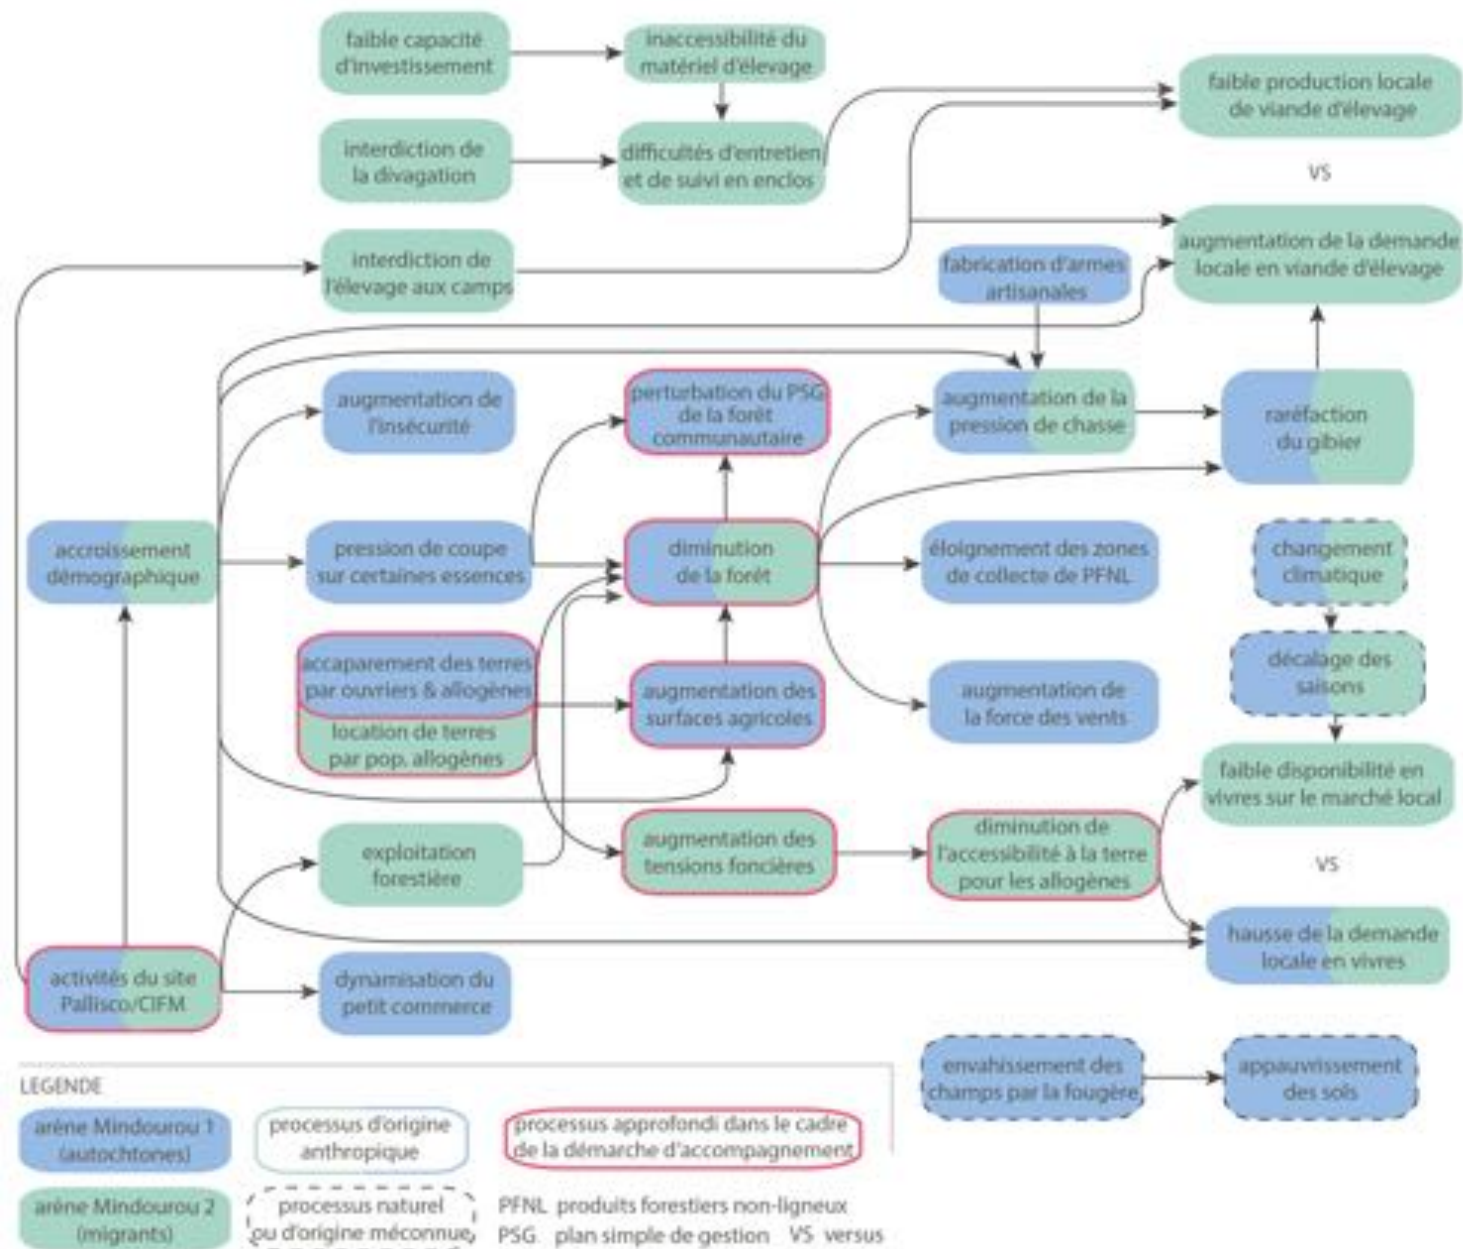 faible capacité
d'investissement
inaccessibilité du
matériel d'élevage
faible production locale
de viande d'élevage
interdiction de
la divagation
difficultés d'entretien
et de suivi en enclos
VS
interdiction de
l'élevage aux camps
fabrication d'armes
artisanales
augmentation de la demande
locale en viande d'élevage
augmentation de
l'insécurité
perturbation du PSG
de la forêt
communautaire
augmentation de la
pression de chasse
raréfaction
du gibier
accroissement
démographique
pression de coupe
sur certaines essences
diminution
de la forêt
éloignement des zones
de collecte de PFNL
changement
climatique
accaparement des terres
par ouvriers & allogènes
location de terres
par pop. allogènes
augmentation des
surfaces agricoles
augmentation de
la force des vents
décalage des
saisons
faible disponibilité en
vivres sur le marché local
exploitation
forestière
augmentation des
tensions foncières
diminution de
l'accessibilité à la terre
pour les allogènes
VS
hausse de la demande
locale en vivres
activités du site
Pallisco/CIFM
dynamisation du
petit commerce
envahissement des
champs par la fougère
appauvrissement
des sols
LEGENDE
arène Mindourou 1
(autochtones)
processus d'origine
anthropique
processus approfondi dans le cadre
de la démarche d'accompagnement
arène Mindourou 2
(migrants)
processus naturel
ou d'origine méconnue
PFNL produits forestiers non-ligneux
PSG plan simple de gestion VS versus